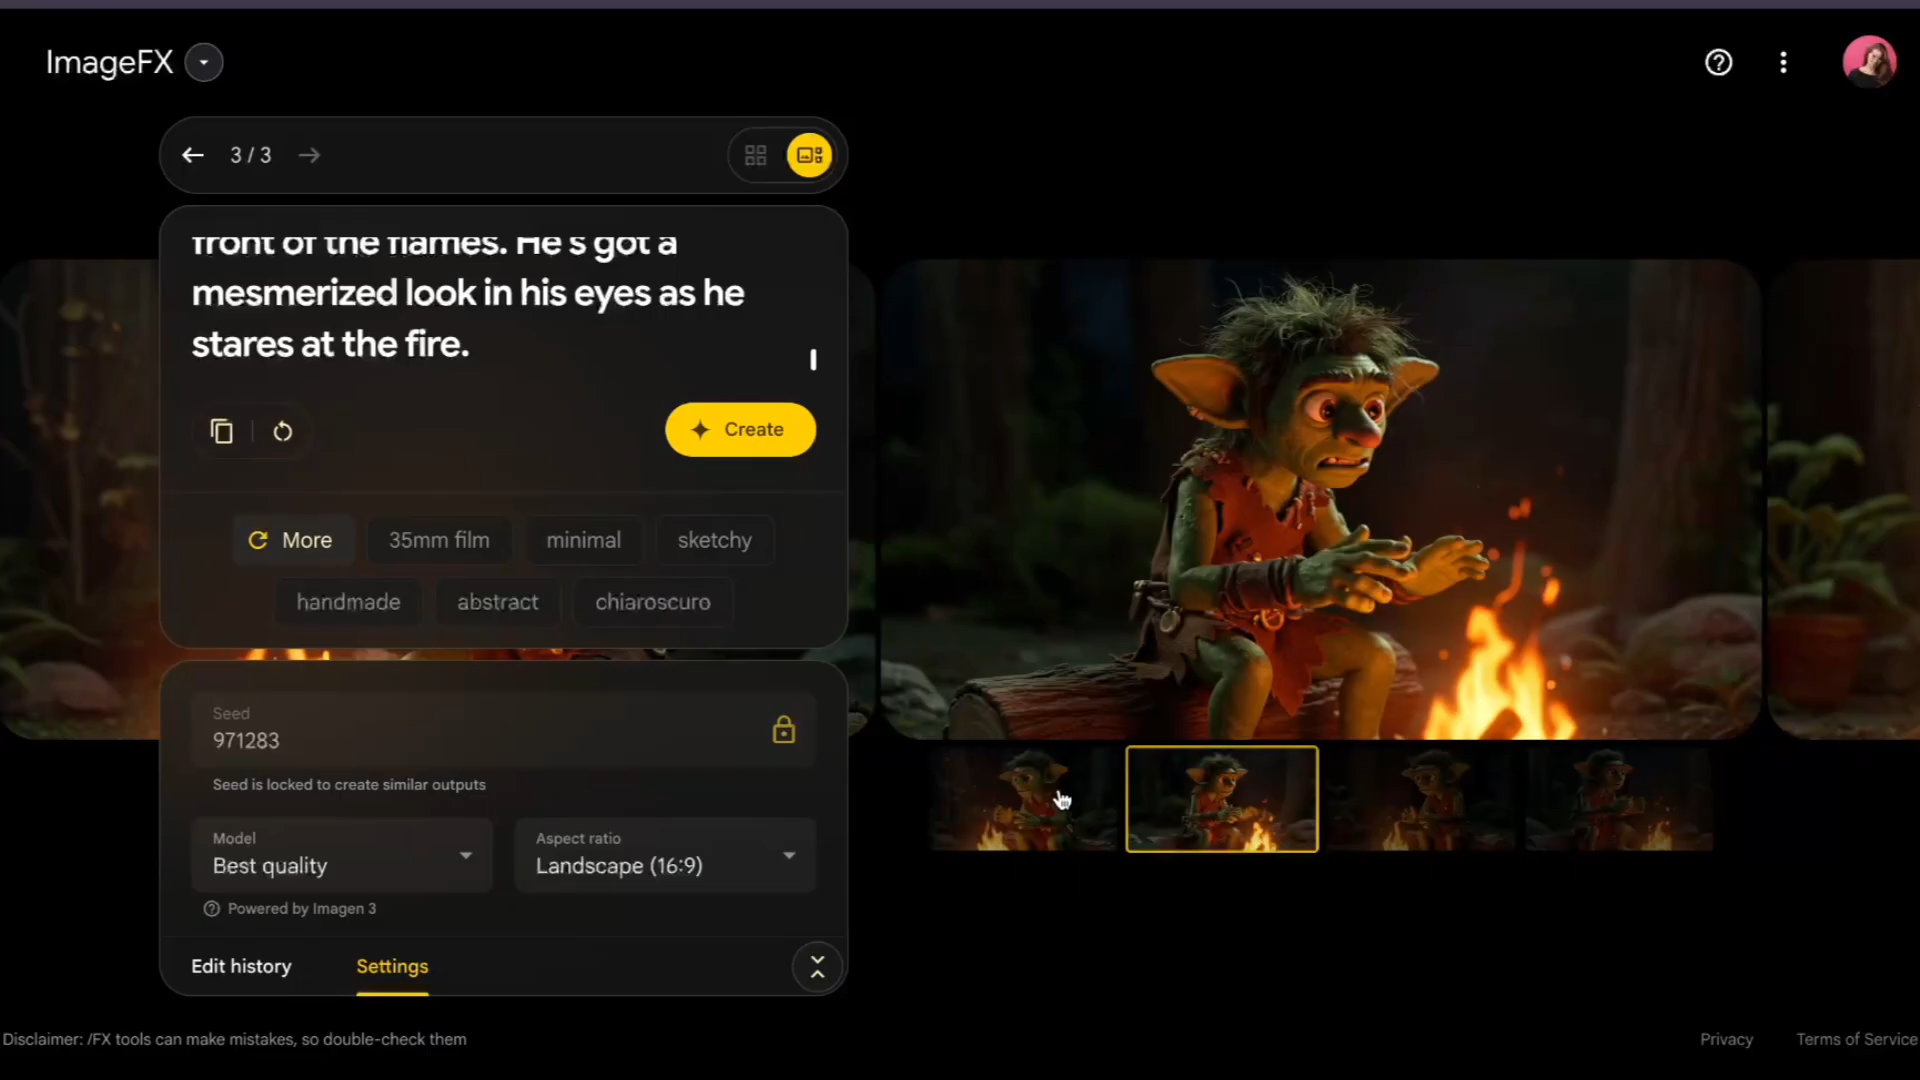 ImageFX
3 / 3
front of the flames. He's got a
mesmerized look in his eyes as he
stares at the fire.
Create
More
35mm film
minimal
sketchy
handmade
abstract
chiaroscuro
Seed
971283
Seed is locked to create similar outputs
Model
Best quality
Aspect ratio
Landscape (16:9)
Powered by Imagen 3
Edit history
Settings
Disclaimer: /FX tools can make mistakes, so double-check them
Privacy
Terms of Service